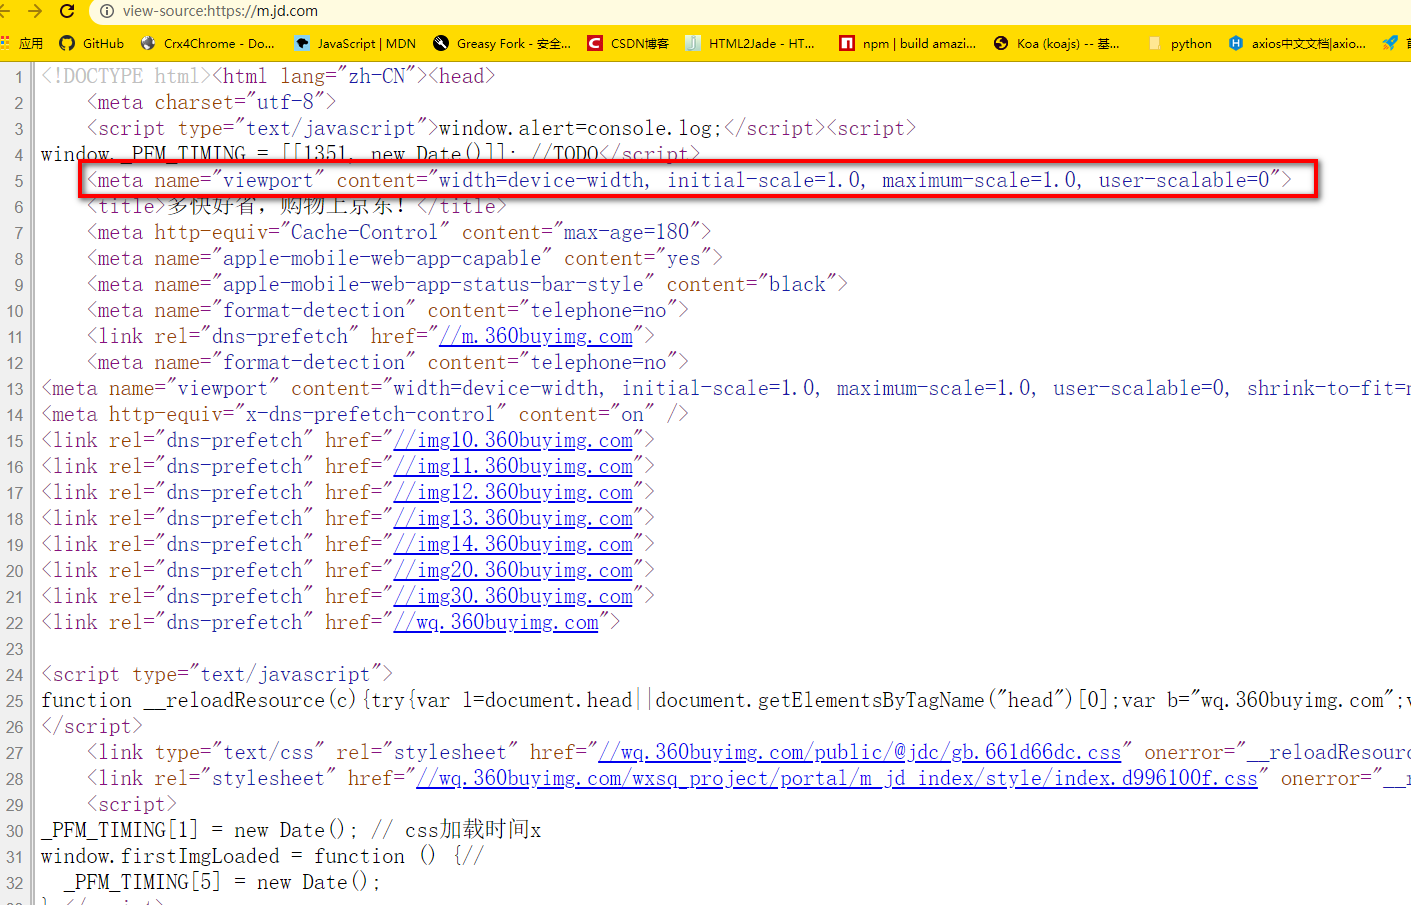 view-source:https://m.jd.com
应用 GitHub Crx4Chrome - Do... JavaScript | MDN Greasy Fork - 安全... CSDN博客 HTML2Jade - HT... npm | build amazi... Koa (koajs) -- 基... python axios中文文档|axio...
1 <!DOCTYPE html><html lang="zh-CN"><head>
2 <meta charset="utf-8">
3 <script type="text/javascript">window.alert=console.log;</script><script>
4 window._PFM_TIMING = [[1351, new Date()]]; //TODO</script>
5 <meta name="viewport" content="width=device-width, initial-scale=1.0, maximum-scale=1.0, user-scalable=0">
6 <title>多快好省，购物上京东！</title>
7 <meta http-equiv="Cache-Control" content="max-age=180">
8 <meta name="apple-mobile-web-app-capable" content="yes">
9 <meta name="apple-mobile-web-app-status-bar-style" content="black">
10 <meta name="format-detection" content="telephone=no">
11 <link rel="dns-prefetch" href="//m.360buyimg.com">
12 <meta name="format-detection" content="telephone=no">
13 <meta name="viewport" content="width=device-width, initial-scale=1.0, maximum-scale=1.0, user-scalable=0, shrink-to-fit=n
14 <meta http-equiv="x-dns-prefetch-control" content="on" />
15 <link rel="dns-prefetch" href="//img10.360buyimg.com">
16 <link rel="dns-prefetch" href="//img11.360buyimg.com">
17 <link rel="dns-prefetch" href="//img12.360buyimg.com">
18 <link rel="dns-prefetch" href="//img13.360buyimg.com">
19 <link rel="dns-prefetch" href="//img14.360buyimg.com">
20 <link rel="dns-prefetch" href="//img20.360buyimg.com">
21 <link rel="dns-prefetch" href="//img30.360buyimg.com">
22 <link rel="dns-prefetch" href="//wq.360buyimg.com">
23
24 <script type="text/javascript">
25 function __reloadResource(c){try{var l=document.head||document.getElementsByTagName("head")[0];var b="wq.360buyimg.com";v
26 </script>
27 <link type="text/css" rel="stylesheet" href="//wq.360buyimg.com/public/@jdc/gb.661d66dc.css" onerror="__reloadResourc
28 <link rel="stylesheet" href="//wq.360buyimg.com/wxsq_project/portal/m_jd_index/style/index.d996100f.css" onerror="__r
29 <script>
30 _PFM_TIMING[1] = new Date(); // css加载时间x
31 window.firstImgLoaded = function () {//
32 _PFM_TIMING[5] = new Date();